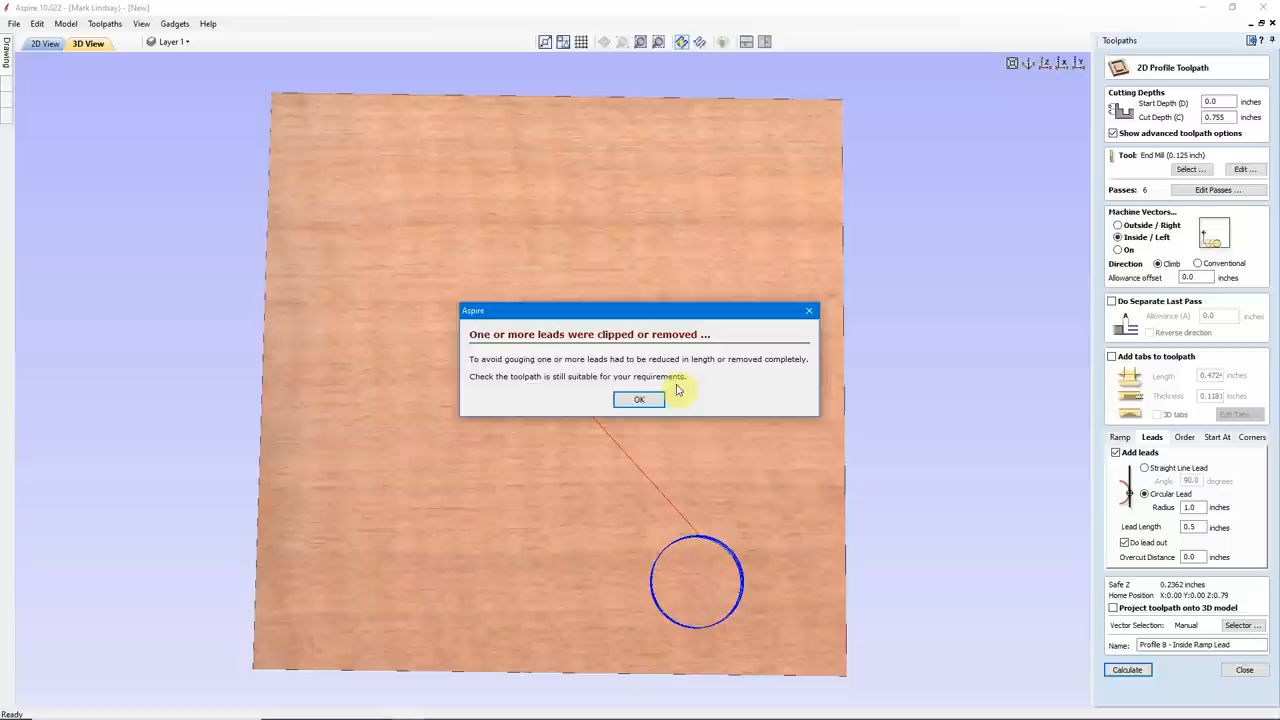 Aspire 10.022 - [Mark Lindsay] - [New]
File Edit Model Toolpaths View Gadgets Help
2D View 3D View Layer 1
Drawing
Toolpaths
2D Profile Toolpath
Cutting Depths
Start Depth (D) 0.0 inches
Cut Depth (C) 0.755 inches
Show advanced toolpath options
Tool: End Mill (0.125 inch)
Select ... Edit ...
Passes: 6 Edit Passes ...
Machine Vectors...
Outside / Right
Inside / Left
On
Direction Climb Conventional
Allowance offset 0.0 inches
Do Separate Last Pass
Allowance (A) 0.0 inches
Reverse direction
Add tabs to toolpath
Length 0.4724 inches
Thickness 0.1181 inches
3D tabs Edit Tabs ...
Ramp Leads Order Start At Corners
Add leads
Straight Line Lead
Angle 90.0 degrees
Circular Lead
Radius 1.0 inches
Lead Length 0.5 inches
Do lead out
Overcut Distance 0.0 inches
Safe Z 0.2362 inches
Home Position X:0.00 Y:0.00 Z:0.79
Project toolpath onto 3D model
Vector Selection: Manual Selector ...
Name: Profile 8 - Inside Ramp Lead
Calculate Close
Aspire
One or more leads were clipped or removed ...
To avoid gouging one or more leads had to be reduced in length or removed completely.
Check the toolpath is still suitable for your requirements.
OK
Ready